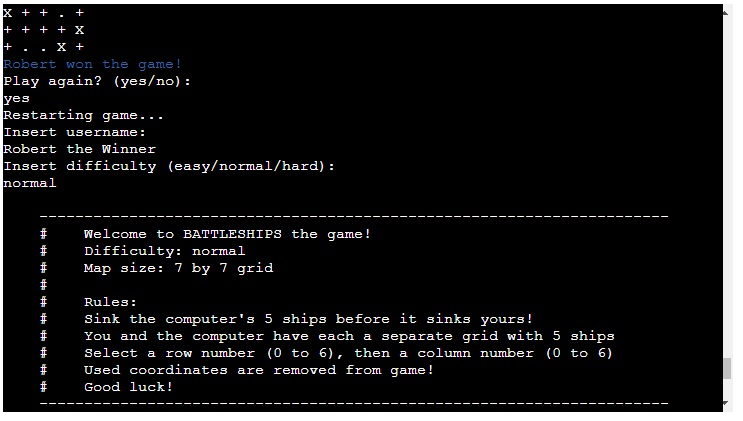 X + + . +
+ + + + X
+ . . X +
Robert won the game!
Play again? (yes/no):
yes
Restarting game...
Insert username:
Robert the Winner
Insert difficulty (easy/normal/hard):
normal
----------------------------------------------------------------------
# Welcome to BATTLESHIPS the game!
# Difficulty: normal
# Map size: 7 by 7 grid
#
# Rules:
# Sink the computer's 5 ships before it sinks yours!
# You and the computer have each a separate grid with 5 ships
# Select a row number (0 to 6), then a column number (0 to 6)
# Used coordinates are removed from game!
# Good luck!
----------------------------------------------------------------------